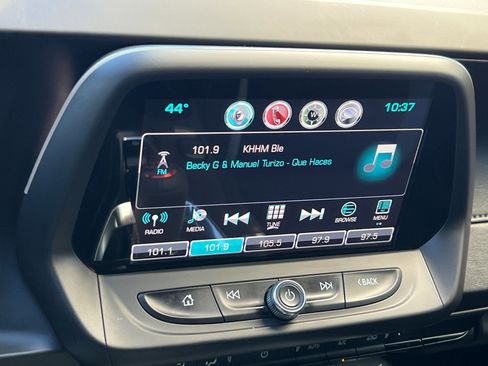 44° 10:37
W
101.9 KHHM Ble
Becky G & Manuel Turizo - Que Haces
FM
RADIO MEDIA TUNE BROWSE MENU
101.1 101.9 105.5 97.9 97.5
BACK
AUTO